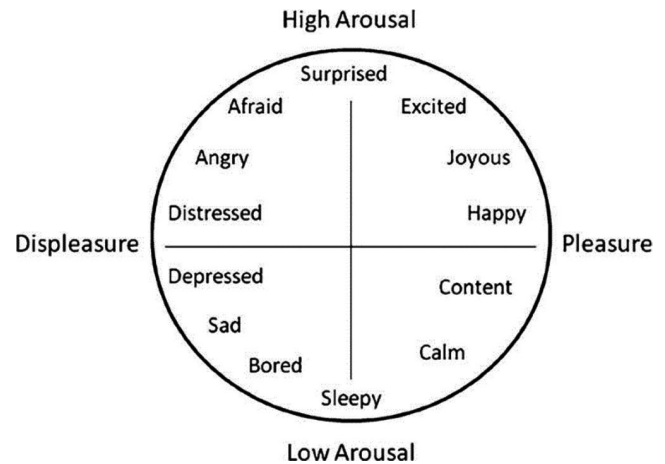 High Arousal
Surprised
Afraid
Excited
Angry
Joyous
Distressed
Happy
Displeasure
Pleasure
Depressed
Content
Sad
Calm
Bored
Sleepy
Low Arousal